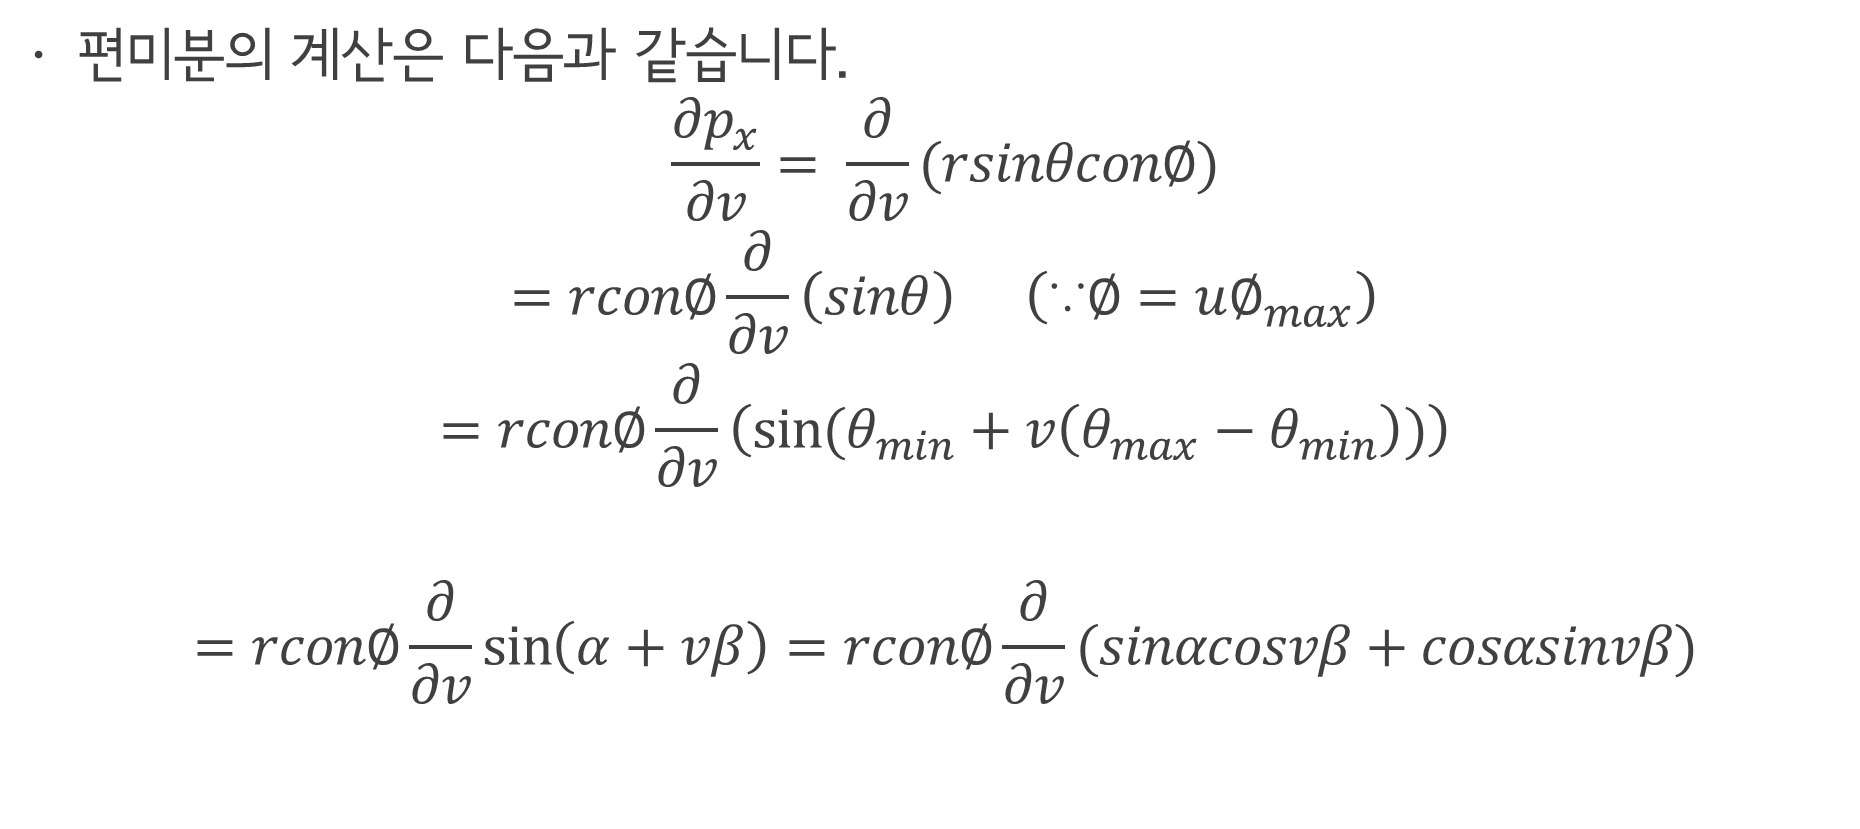 · 편미분의 계산은 다음과 같습니다.
∂pₓ/∂v = ∂/∂v (rsinθcon∅)
= rcon∅ ∂/∂v (sinθ) (∵∅ = u∅_max)
= rcon∅ ∂/∂v (sin(θ_min + v(θ_max − θ_min)))
= rcon∅ ∂/∂v sin(α + vβ) = rcon∅ ∂/∂v (sinαcosvβ + cosαsinvβ)